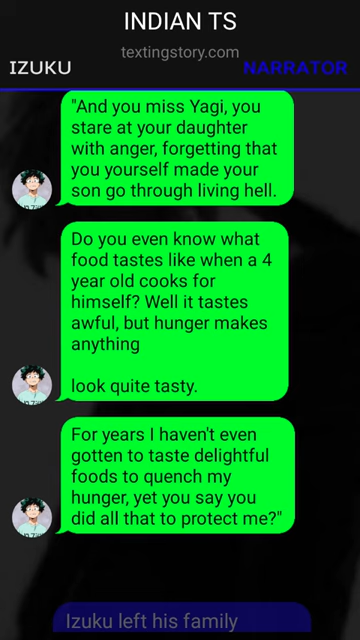 INDIAN TS
textingstory.com
IZUKU NARRATOR
"And you miss Yagi, you
stare at your daughter
with anger, forgetting that
you yourself made your
son go through living hell.
Do you even know what
food tastes like when a 4
year old cooks for
himself? Well it tastes
awful, but hunger makes
anything
look quite tasty.
For years I haven't even
gotten to taste delightful
foods to quench my
hunger, yet you say you
did all that to protect me?"
Izuku left his family